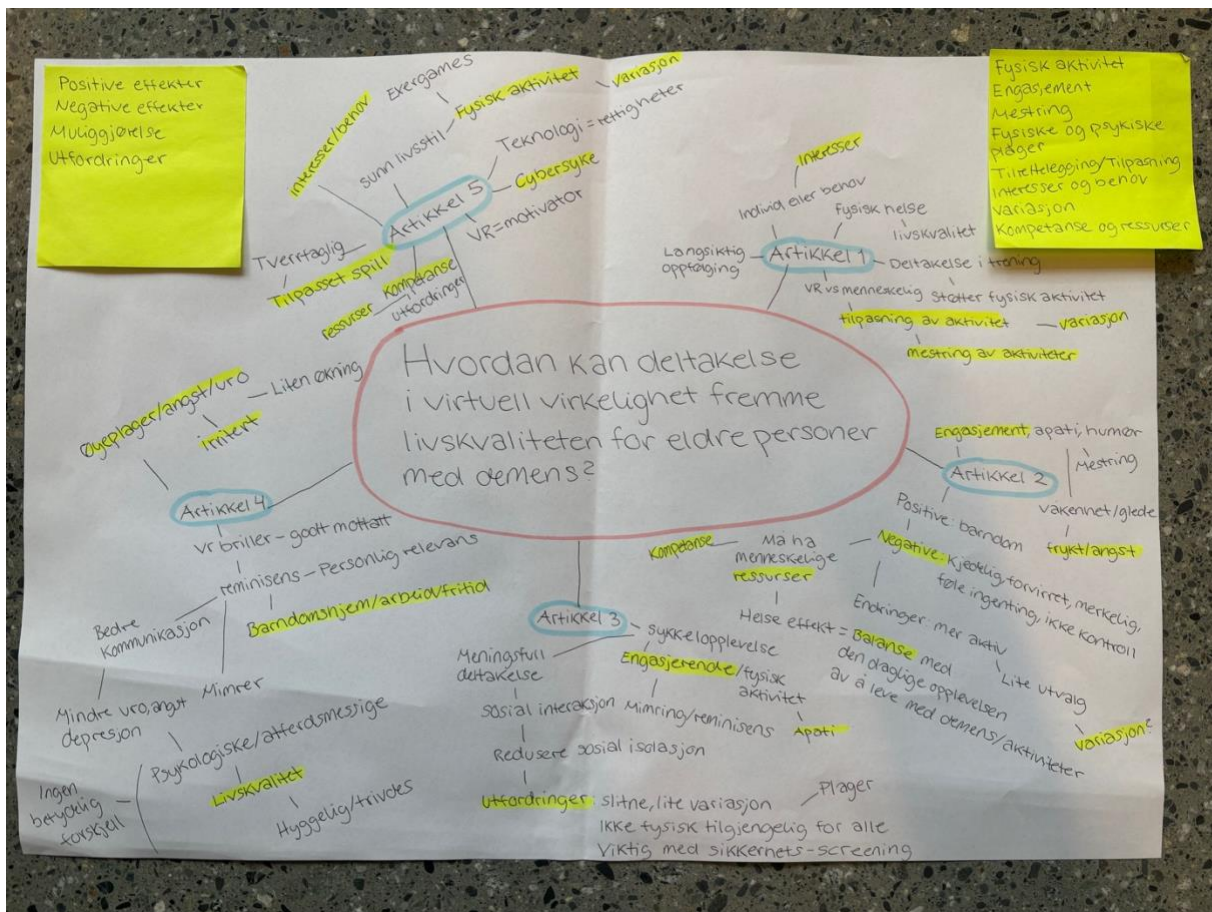 Positive effekter
Negative effekter
Muliggjørelse
Utfordringer
Fysisk aktivitet
Engasjement
Mestring
Fysiske og psykiske
plager
Tilrettelegging/Tilpasning
Interesser og behov
variasjon
Kompetanse og ressurser
Hvordan kan deltakelse
i virtuell virkelighet fremme
livskvaliteten for eldre personer
med demens?
Artikkel 5
Interesser/behov
Exergames
sunn livsstil
Fysisk aktivitet
variasjon
Teknologi = rettigheter
Cybersyke
VR=motivator
Tverrfaglig
Tilpasset spill
ressurser
Kompetanse
utfordringer
Artikkel 1
Interesser
Individ eller behov
Fysisk helse
livskvalitet
Langsiktig
oppfølging
Deltakelse i trening
VR vs menneskelig
Støtter fysisk aktivitet
tilpasning av aktivitet
variasjon
mestring av aktiviteter
Artikkel 2
Engasjement, apati, humør
Mestring
vakenhet/glede
frykt/angst
Positive: barndom
Negative: Kjedelig, forvirret, merkelig,
føle ingenting, ikke kontroll
Må ha
menneskelige
ressurser
Kompetanse
Helse effekt = Balanse med
den daglige opplevelsen
av å leve med demens/aktiviteter
Endringer: mer aktiv
Lite utvalg
variasjon?
Artikkel 3
Sykkelopplevelse
Engasjerende/fysisk
aktivitet
Mimring/reminisens
Apati
Meningsfull
deltakelse
Sosial interaksjon
Redusere sosial isolasjon
Utfordringer: slitne, lite variasjon
Plager
Ikke fysisk tilgjengelig for alle
Viktig med sikkerhets-screening
Artikkel 4
Øyeplager/angst/uro
Liten økning
irritert
Vr briller - godt mottatt
reminisens - Personlig relevans
Barndomshjem/arbeid/fritid
Bedre
Kommunikasjon
Mimrer
Mindre uro, angst
depresjon
Psykologiske/atferdsmessige
Livskvalitet
Hyggelig/trivdes
Ingen
betydelig
forskjell